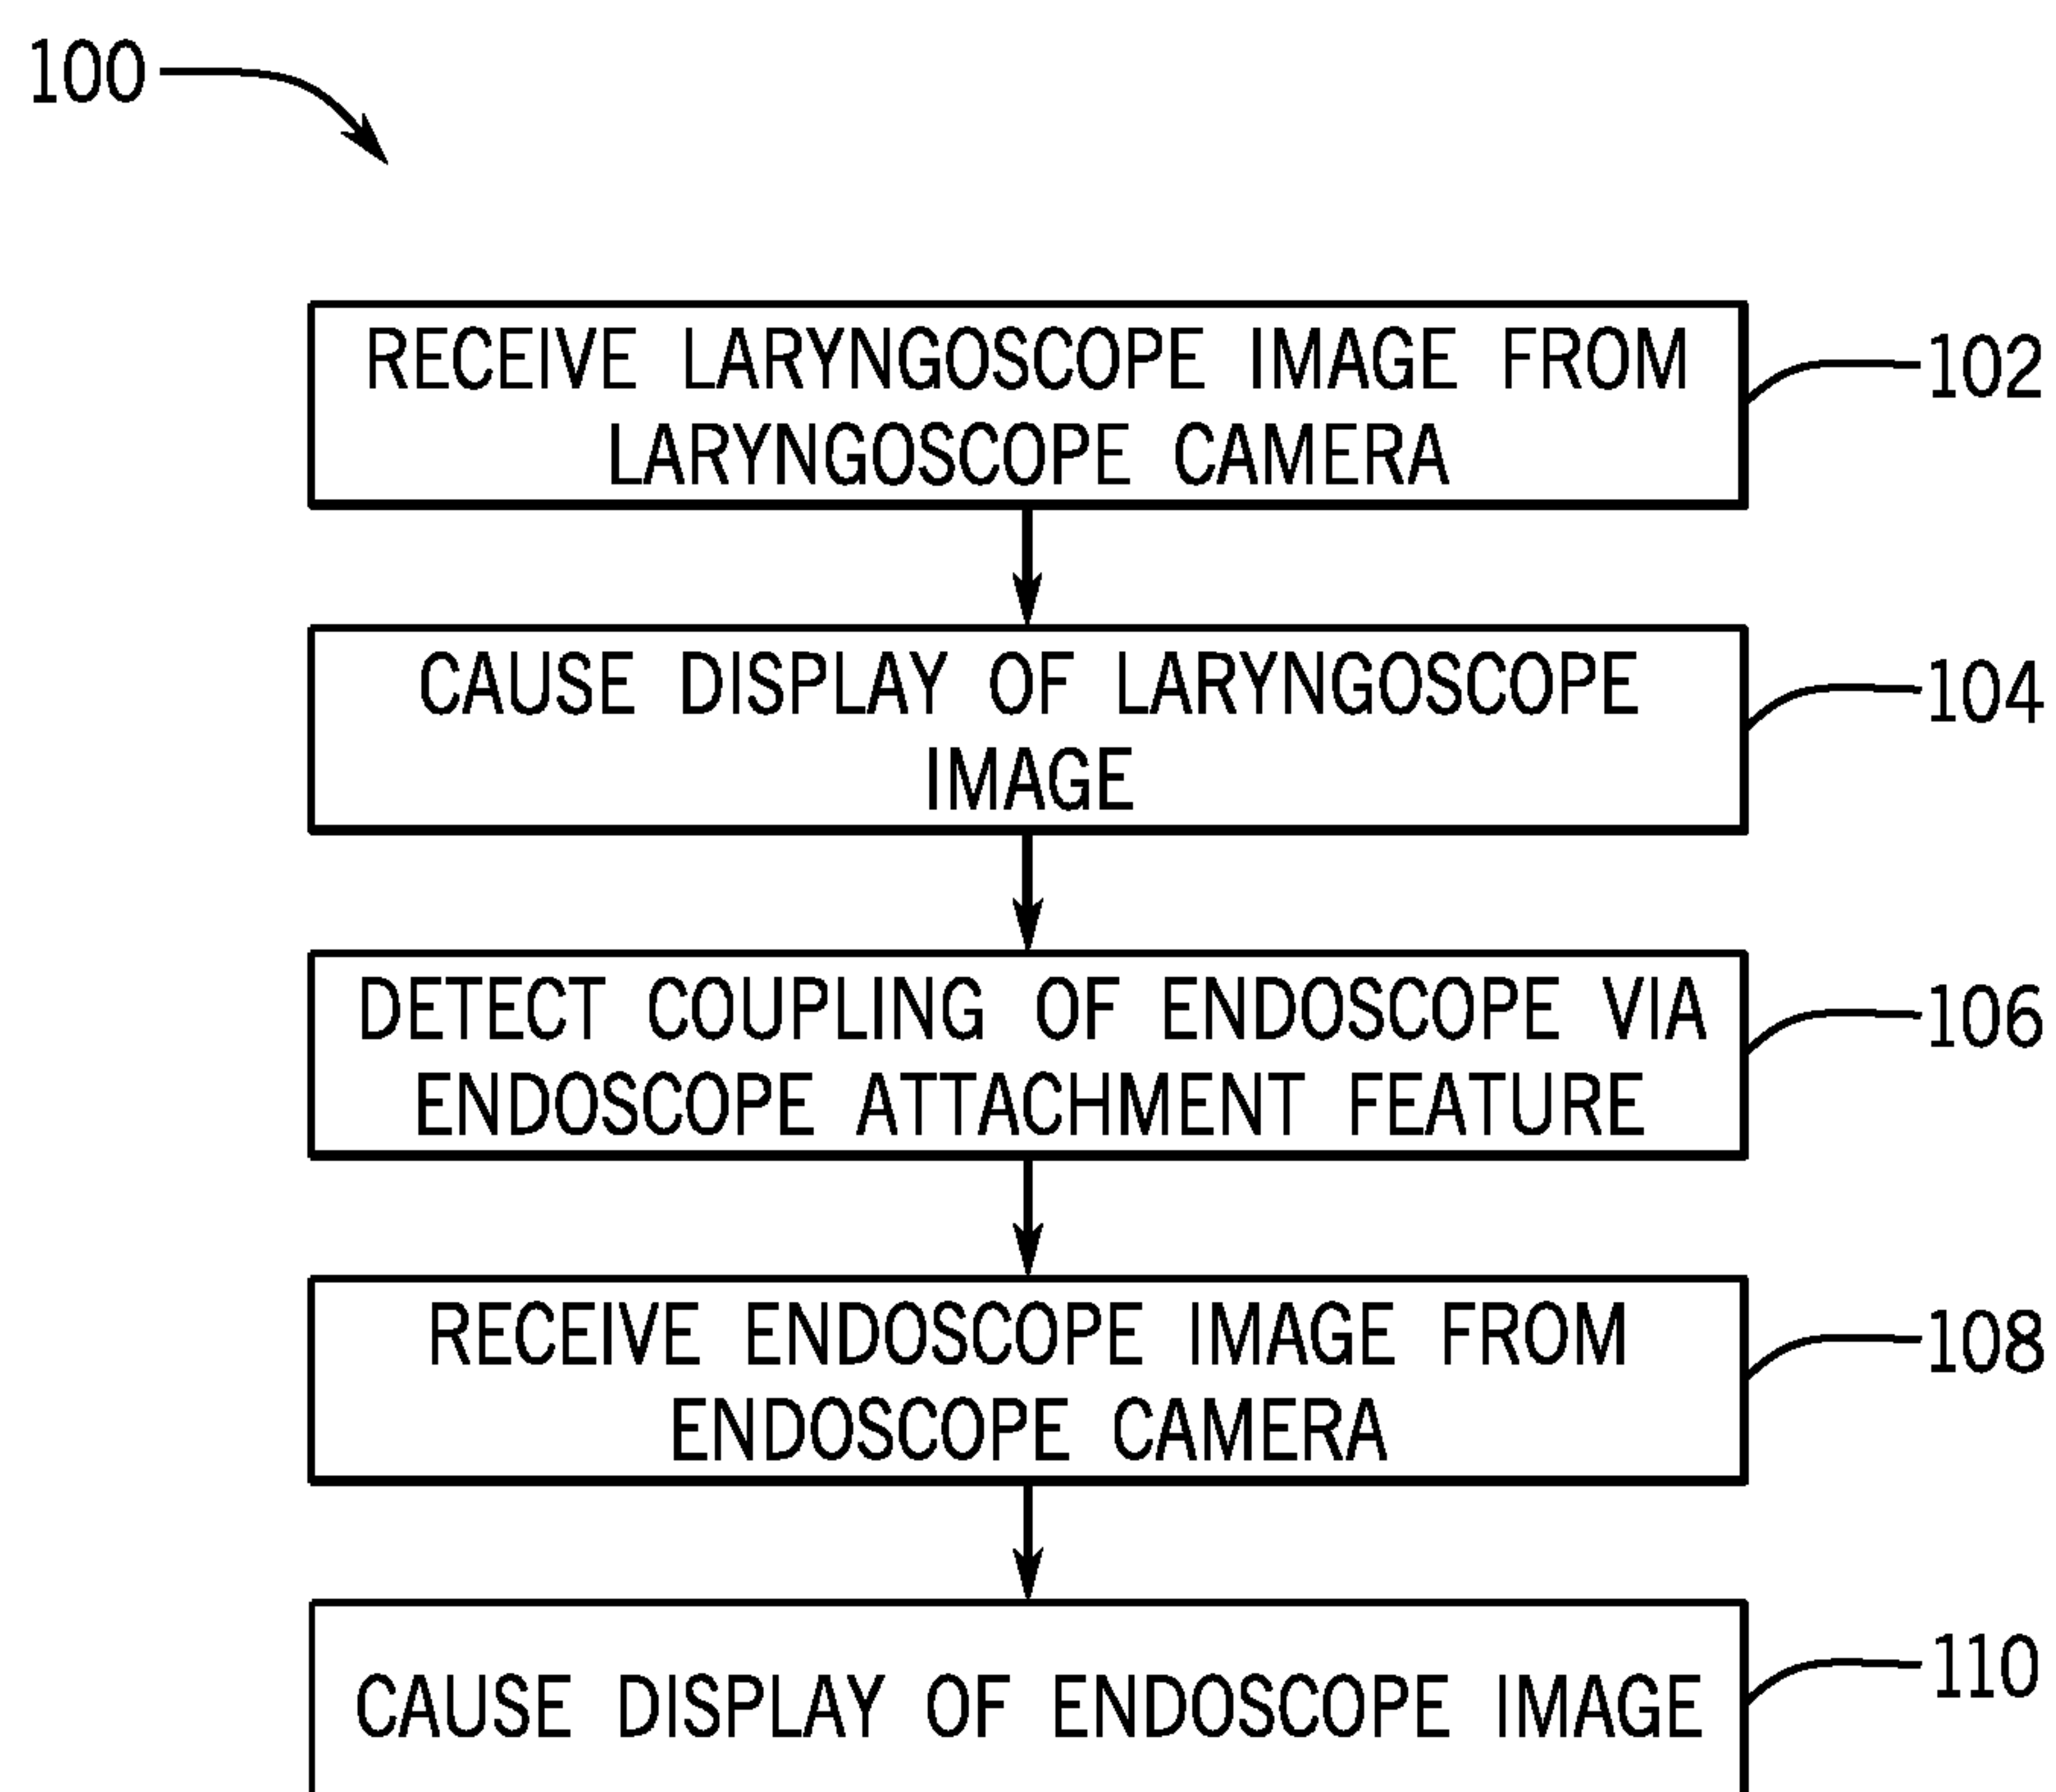 100
RECEIVE LARYNGOSCOPE IMAGE FROM
LARYNGOSCOPE CAMERA
102
CAUSE DISPLAY OF LARYNGOSCOPE
IMAGE
104
DETECT COUPLING OF ENDOSCOPE VIA
ENDOSCOPE ATTACHMENT FEATURE
106
RECEIVE ENDOSCOPE IMAGE FROM
ENDOSCOPE CAMERA
108
CAUSE DISPLAY OF ENDOSCOPE IMAGE
110